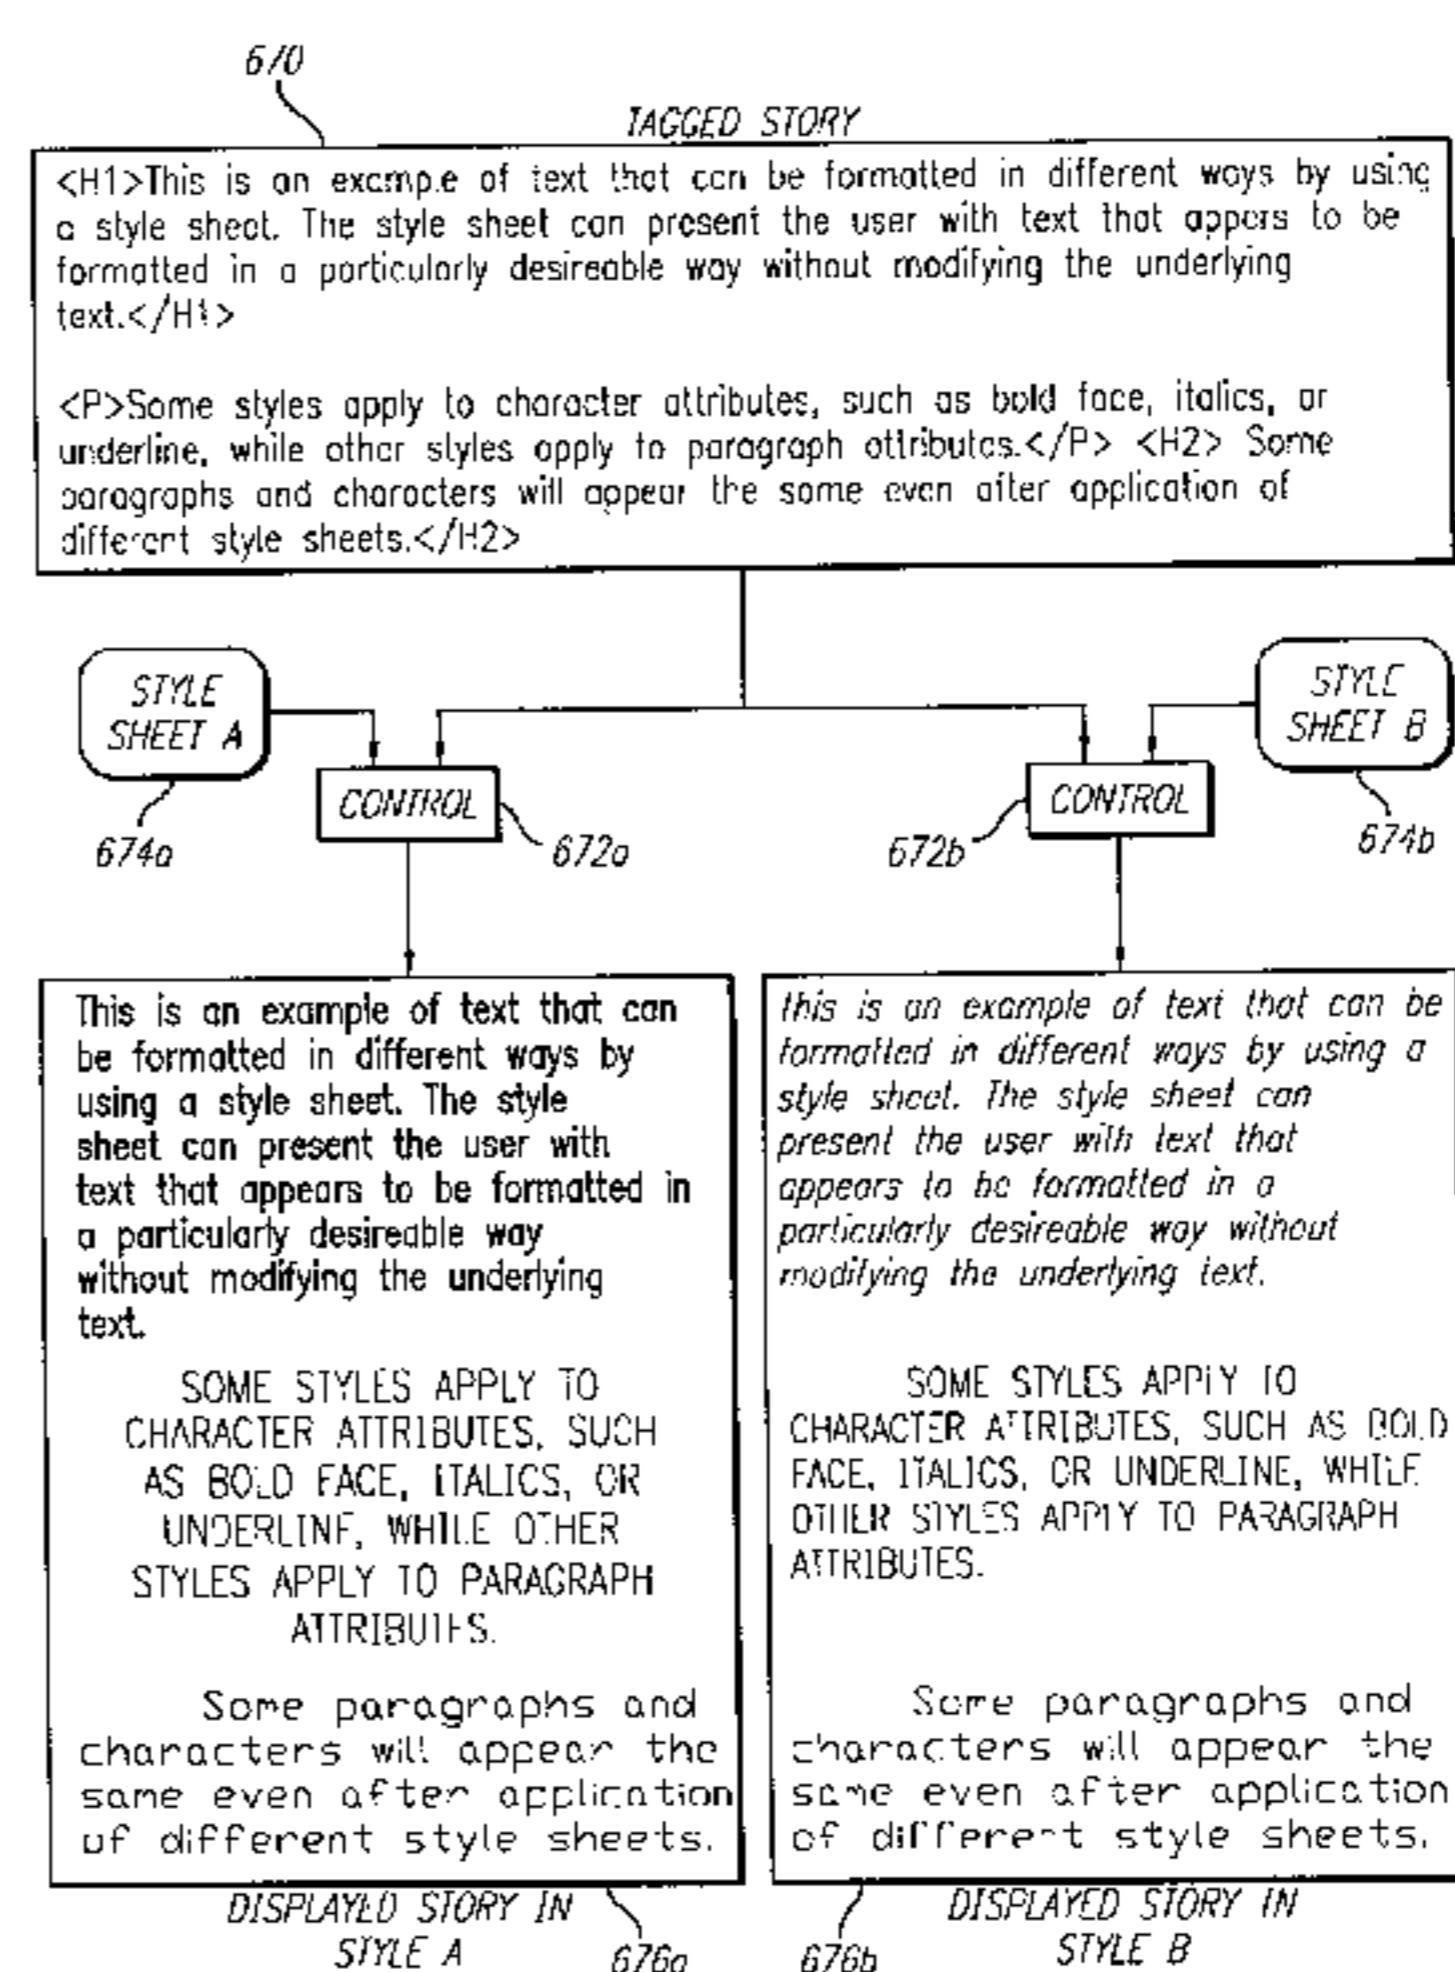 670
TAGGED STORY
<H1>This is an example of text that can be formatted in different ways by using
a style sheet. The style sheet can present the user with text that appers to be
formatted in a particularly desireable way without modifying the underlying
text.</H1>
<P>Some styles apply to character attributes, such as bold face, italics, or
underline, while other styles apply to paragraph attributes.</P> <H2> Some
paragraphs and characters will appear the same even after application of
different style sheets.</H2>
STYLE
SHEET A
STYLE
SHEET B
CONTROL
CONTROL
674a
672a
672b
674b
This is an example of text that can
be formatted in different ways by
using a style sheet. The style
sheet can present the user with
text that appears to be formatted in
a particularly desireable way
without modifying the underlying
text.
SOME STYLES APPLY TO
CHARACTER ATTRIBUTES, SUCH
AS BOLD FACE, ITALICS, OR
UNDERLINE, WHILE OTHER
STYLES APPLY TO PARAGRAPH
ATTRIBUTES.
Some paragraphs and
characters will appear the
same even after application
of different style sheets.
DISPLAYED STORY IN
STYLE A
676a
This is an example of text that can be
formatted in different ways by using a
style sheet. The style sheet can
present the user with text that
appears to be formatted in a
particularly desireable way without
modifying the underlying text.
SOME STYLES APPLY TO
CHARACTER ATTRIBUTES, SUCH AS BOLD
FACE, ITALICS, OR UNDERLINE, WHILE
OTHER STYLES APPLY TO PARAGRAPH
ATTRIBUTES.
Some paragraphs and
characters will appear the
same even after application
of different style sheets.
676b
DISPLAYED STORY IN
STYLE B